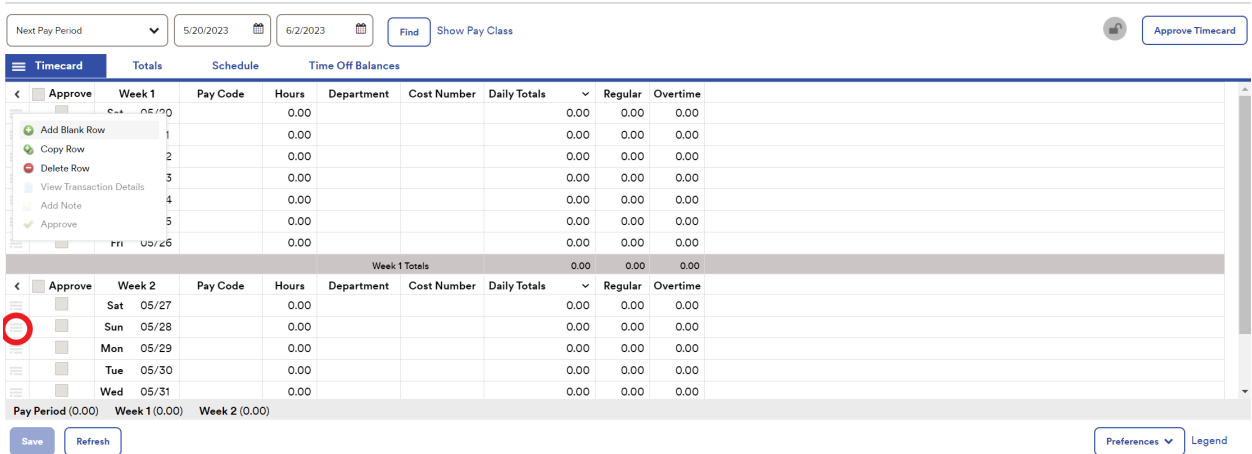 Next Pay Period 5/20/2023 6/2/2023 Find Show Pay Class Approve Timecard
Timecard Totals Schedule Time Off Balances
Approve Week 1 Pay Code Hours Department Cost Number Daily Totals Regular Overtime
Sat 05/20 0.00 0.00 0.00 0.00
Add Blank Row 1 0.00 0.00 0.00 0.00
Copy Row 2 0.00 0.00 0.00 0.00
Delete Row 3 0.00 0.00 0.00 0.00
View Transaction Details 4 0.00 0.00 0.00 0.00
Add Note 5 0.00 0.00 0.00 0.00
Approve
Fri 05/26 0.00 0.00 0.00 0.00
Week 1 Totals 0.00 0.00 0.00
Approve Week 2 Pay Code Hours Department Cost Number Daily Totals Regular Overtime
Sat 05/27 0.00 0.00 0.00 0.00
Sun 05/28 0.00 0.00 0.00 0.00
Mon 05/29 0.00 0.00 0.00 0.00
Tue 05/30 0.00 0.00 0.00 0.00
Wed 05/31 0.00 0.00 0.00 0.00
Pay Period (0.00) Week 1 (0.00) Week 2 (0.00)
Save Refresh Preferences Legend